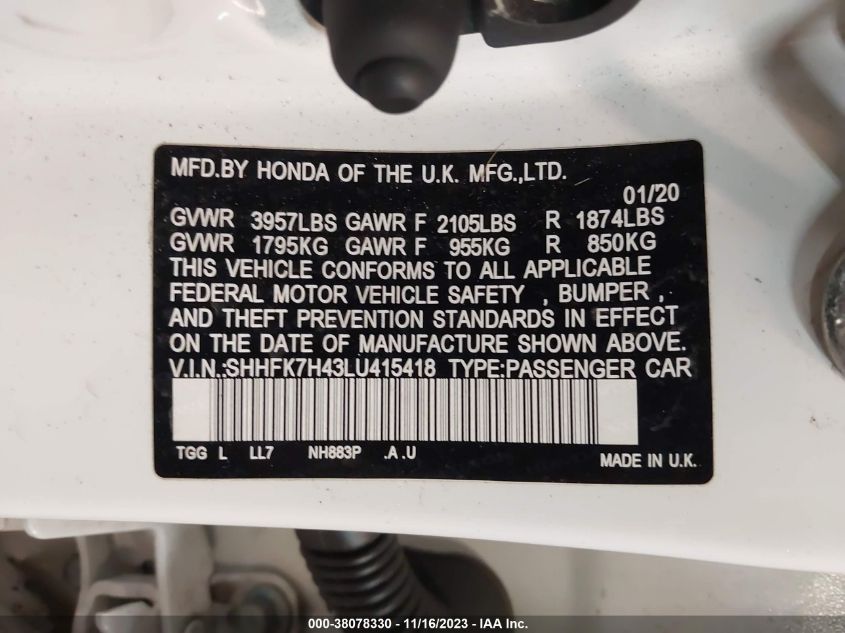 MFD.BY HONDA OF THE U.K. MFG.,LTD.
01/20
GVWR 3957LBS GAWR F 2105LBS R 1874LBS
GVWR 1795KG GAWR F 955KG R 850KG
THIS VEHICLE CONFORMS TO ALL APPLICABLE
FEDERAL MOTOR VEHICLE SAFETY , BUMPER ,
AND THEFT PREVENTION STANDARDS IN EFFECT
ON THE DATE OF MANUFACTURE SHOWN ABOVE.
V.I.N.:SHHFK7H43LU415418 TYPE:PASSENGER CAR
TGG L LL7 NH883P .A .U
MADE IN U.K.
000-38078330 - 11/16/2023 - IAA Inc.